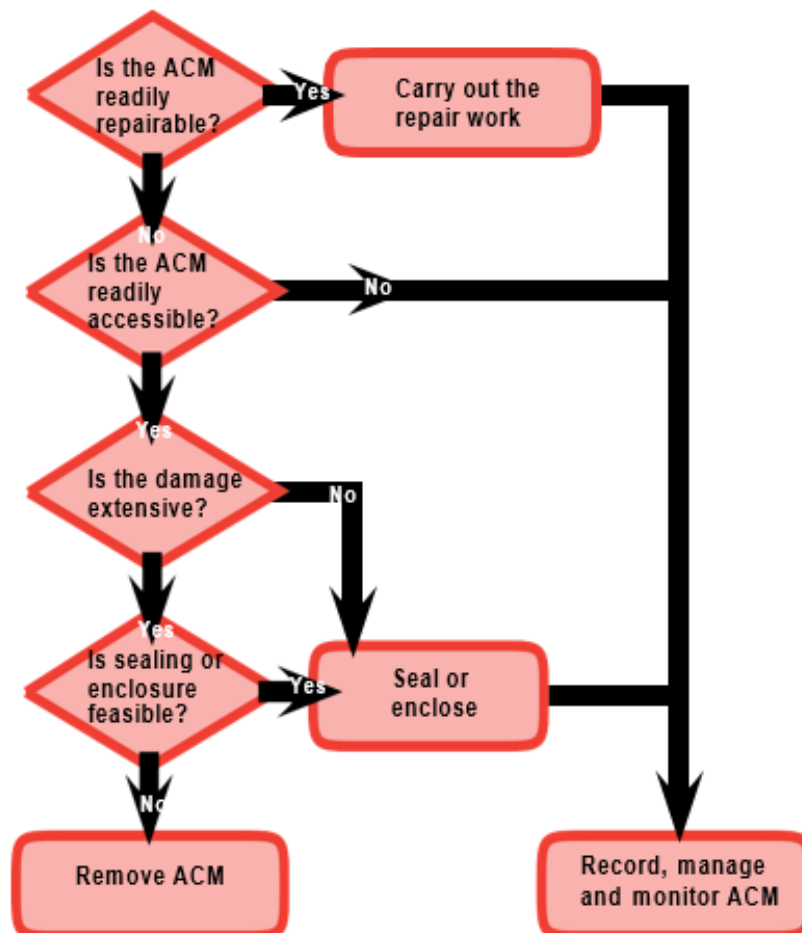 Is the ACM
readily
repairable?
Yes
Carry out the
repair work
No
Is the ACM
readily
accessible?
No
Yes
Is the damage
extensive?
No
Yes
Is sealing or
enclosure
feasible?
Yes
Seal or
enclose
No
Remove ACM
Record, manage
and monitor ACM